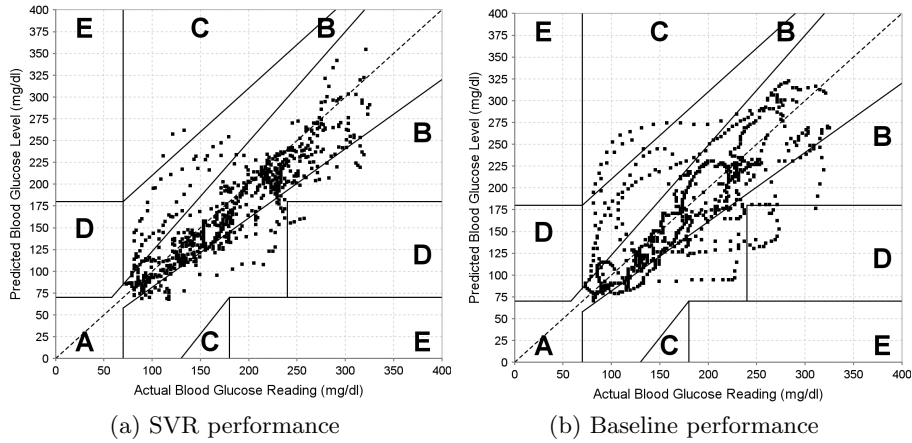 Predicted Blood Glucose Level (mg/dl)
400
375
350
325
300
275
250
225
200
175
150
125
100
75
50
25
0
E
C
B
B
D
D
A
C
E
0 50 100 150 200 250 300 350 400
Actual Blood Glucose Reading (mg/dl)
(a) SVR performance
Predicted Blood Glucose Level (mg/dl)
400
375
350
325
300
275
250
225
200
175
150
125
100
75
50
25
0
E
C
B
B
D
D
A
C
E
0 50 100 150 200 250 300 350 400
Actual Blood Glucose Reading (mg/dl)
(b) Baseline performance